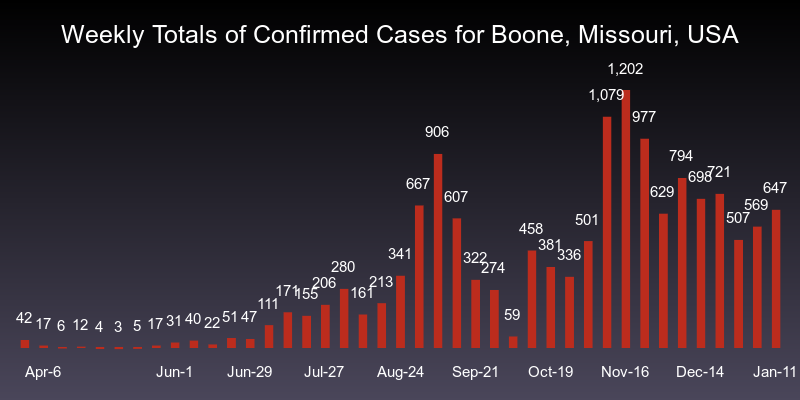 Weekly Totals of Confirmed Cases for Boone, Missouri, USA
42 17 6 12 4 3 5 17 31 40 22 51 47 111 171 155 206 280 161 213 341 667 906 607 322 274 59 458 381 336 501 1,079 1,202 977 629 794 698 721 507 569 647
Apr-6 Jun-1 Jun-29 Jul-27 Aug-24 Sep-21 Oct-19 Nov-16 Dec-14 Jan-11